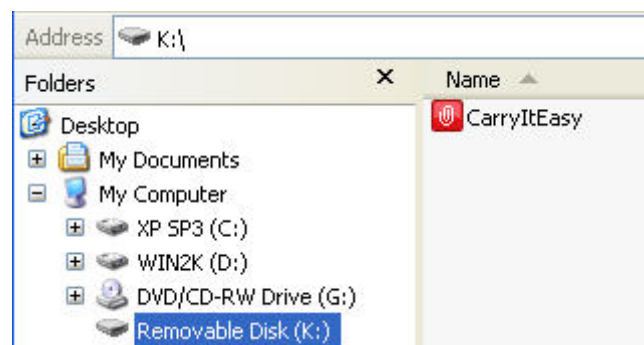 Address K:\
Folders
Name
Desktop
CarryItEasy
My Documents
My Computer
XP SP3 (C:)
WIN2K (D:)
DVD/CD-RW Drive (G:)
Removable Disk (K:)